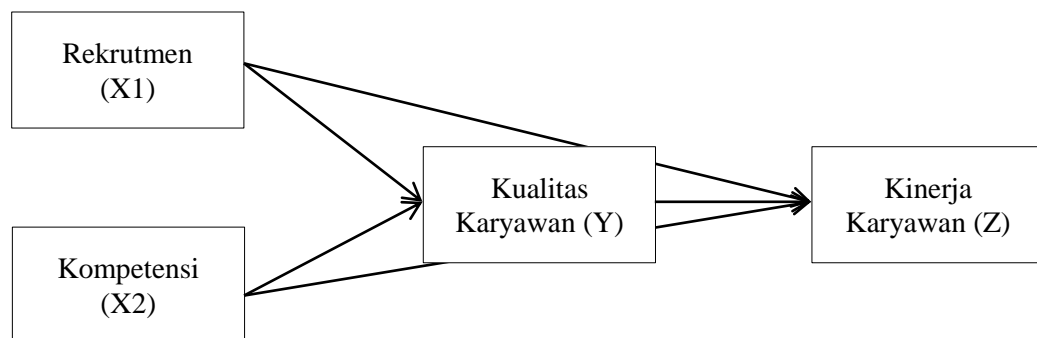 Rekrutmen
(X1)
Kualitas
Karyawan (Y)
Kinerja
Karyawan (Z)
Kompetensi
(X2)